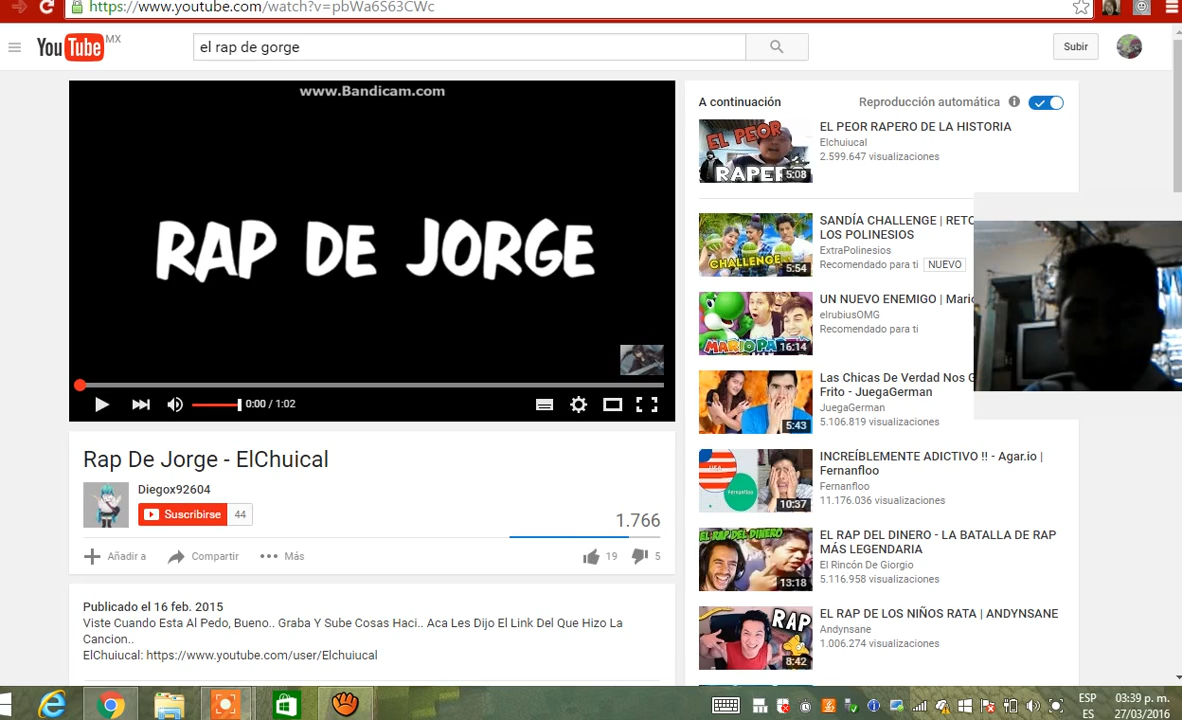 https://www.youtube.com/watch?v=pbWa6S63CWc
YouTube MX
el rap de gorge
Subir
www.Bandicam.com
RAP DE JORGE
0:00 / 1:02
Rap De Jorge - ElChuical
Diegox92604
Suscribirse 44
1.766
Añadir a
Compartir
Más
19
5
Publicado el 16 feb. 2015
Viste Cuando Esta Al Pedo, Bueno.. Graba Y Sube Cosas Haci.. Aca Les Dijo El Link Del Que Hizo La
Cancion..
ElChuiucal: https://www.youtube.com/user/Elchuiucal
A continuación
Reproducción automática
EL PEOR
RAPER
5:08
EL PEOR RAPERO DE LA HISTORIA
Elchuiucal
2.599.647 visualizaciones
CHALLENGE
5:54
SANDÍA CHALLENGE | RETO
LOS POLINESIOS
ExtraPolinesios
Recomendado para ti NUEVO
MARIO PARTY
16:14
UN NUEVO ENEMIGO | Mario
elrubiusOMG
Recomendado para ti
5:43
Las Chicas De Verdad Nos G
Frito - JuegaGerman
JuegaGerman
5.106.819 visualizaciones
Fernanfloo
10:37
INCREÍBLEMENTE ADICTIVO !! - Agar.io |
Fernanfloo
Fernanfloo
11.176.036 visualizaciones
EL RAP DEL DINERO
13:18
EL RAP DEL DINERO - LA BATALLA DE RAP
MÁS LEGENDARIA
El Rincón De Giorgio
5.116.958 visualizaciones
RAP
8:42
EL RAP DE LOS NIÑOS RATA | ANDYNSANE
Andynsane
1.006.274 visualizaciones
ESP
ES
03:39 p. m.
27/03/2016